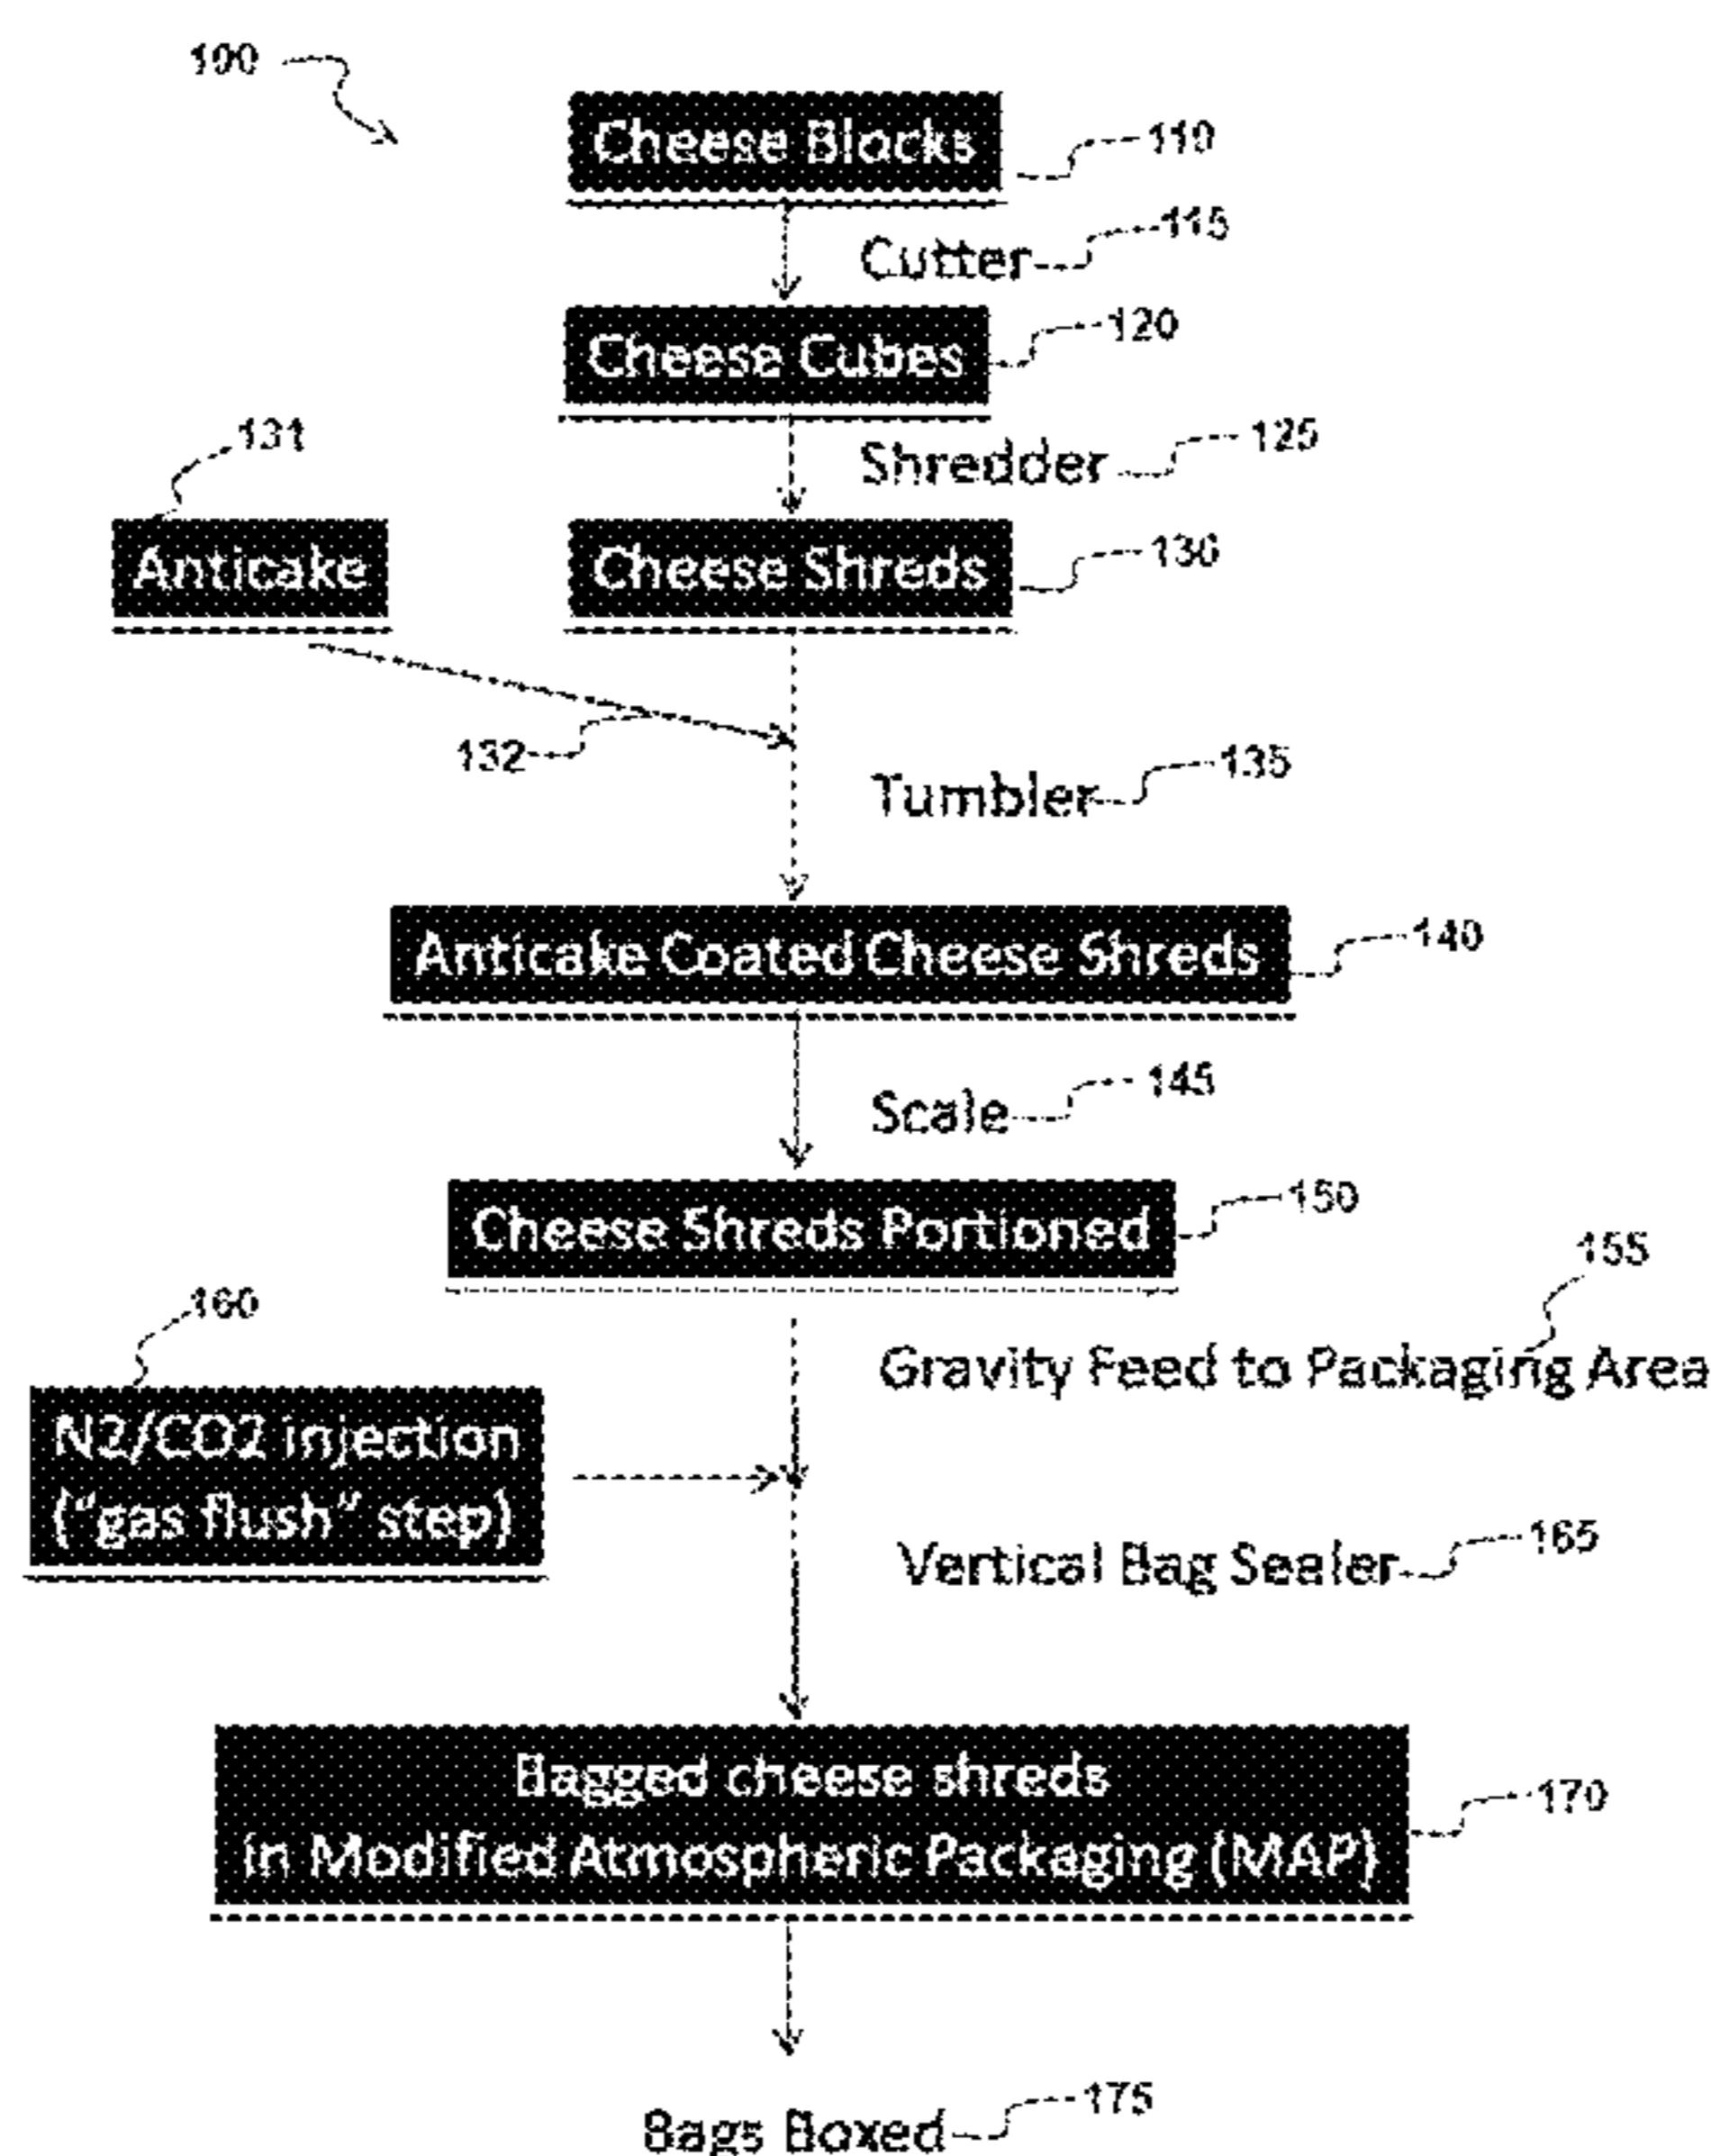 100
Cheese Blocks
110
Cutter
115
Cheese Cubes
120
Shredder
125
131
Anticake
Cheese Shreds
130
132
Tumbler
135
Anticake Coated Cheese Shreds
140
Scale
145
Cheese Shreds Portioned
150
155
Gravity Feed to Packaging Area
160
N2/CO2 injection
("gas flush" step)
Vertical Bag Sealer
165
Bagged cheese shreds
in Modified Atmospheric Packaging (MAP)
170
Bags Boxed
175